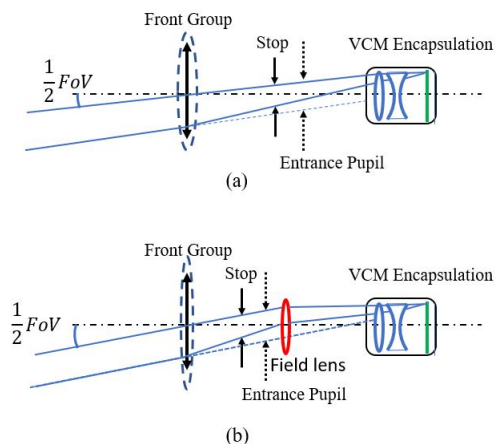 Front Group
Stop
VCM Encapsulation
1/2 FoV
Entrance Pupil
(a)
Front Group
Stop
VCM Encapsulation
1/2 FoV
Field lens
Entrance Pupil
(b)